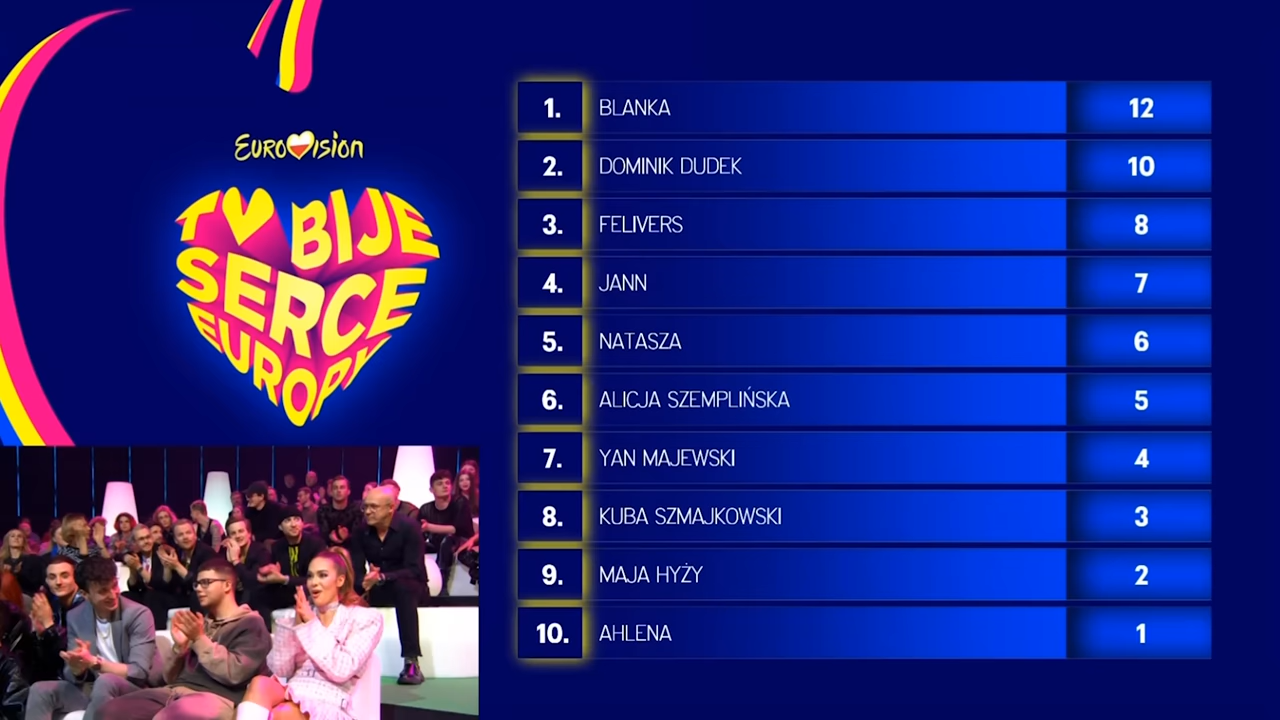 EUROVISION
TU BIJE
SERCE
EUROPY
1. BLANKA 12
2. DOMINIK DUDEK 10
3. FELIVERS 8
4. JANN 7
5. NATASZA 6
6. ALICJA SZEMPLIŃSKA 5
7. YAN MAJEWSKI 4
8. KUBA SZMAJKOWSKI 3
9. MAJA HYŻY 2
10. AHLENA 1